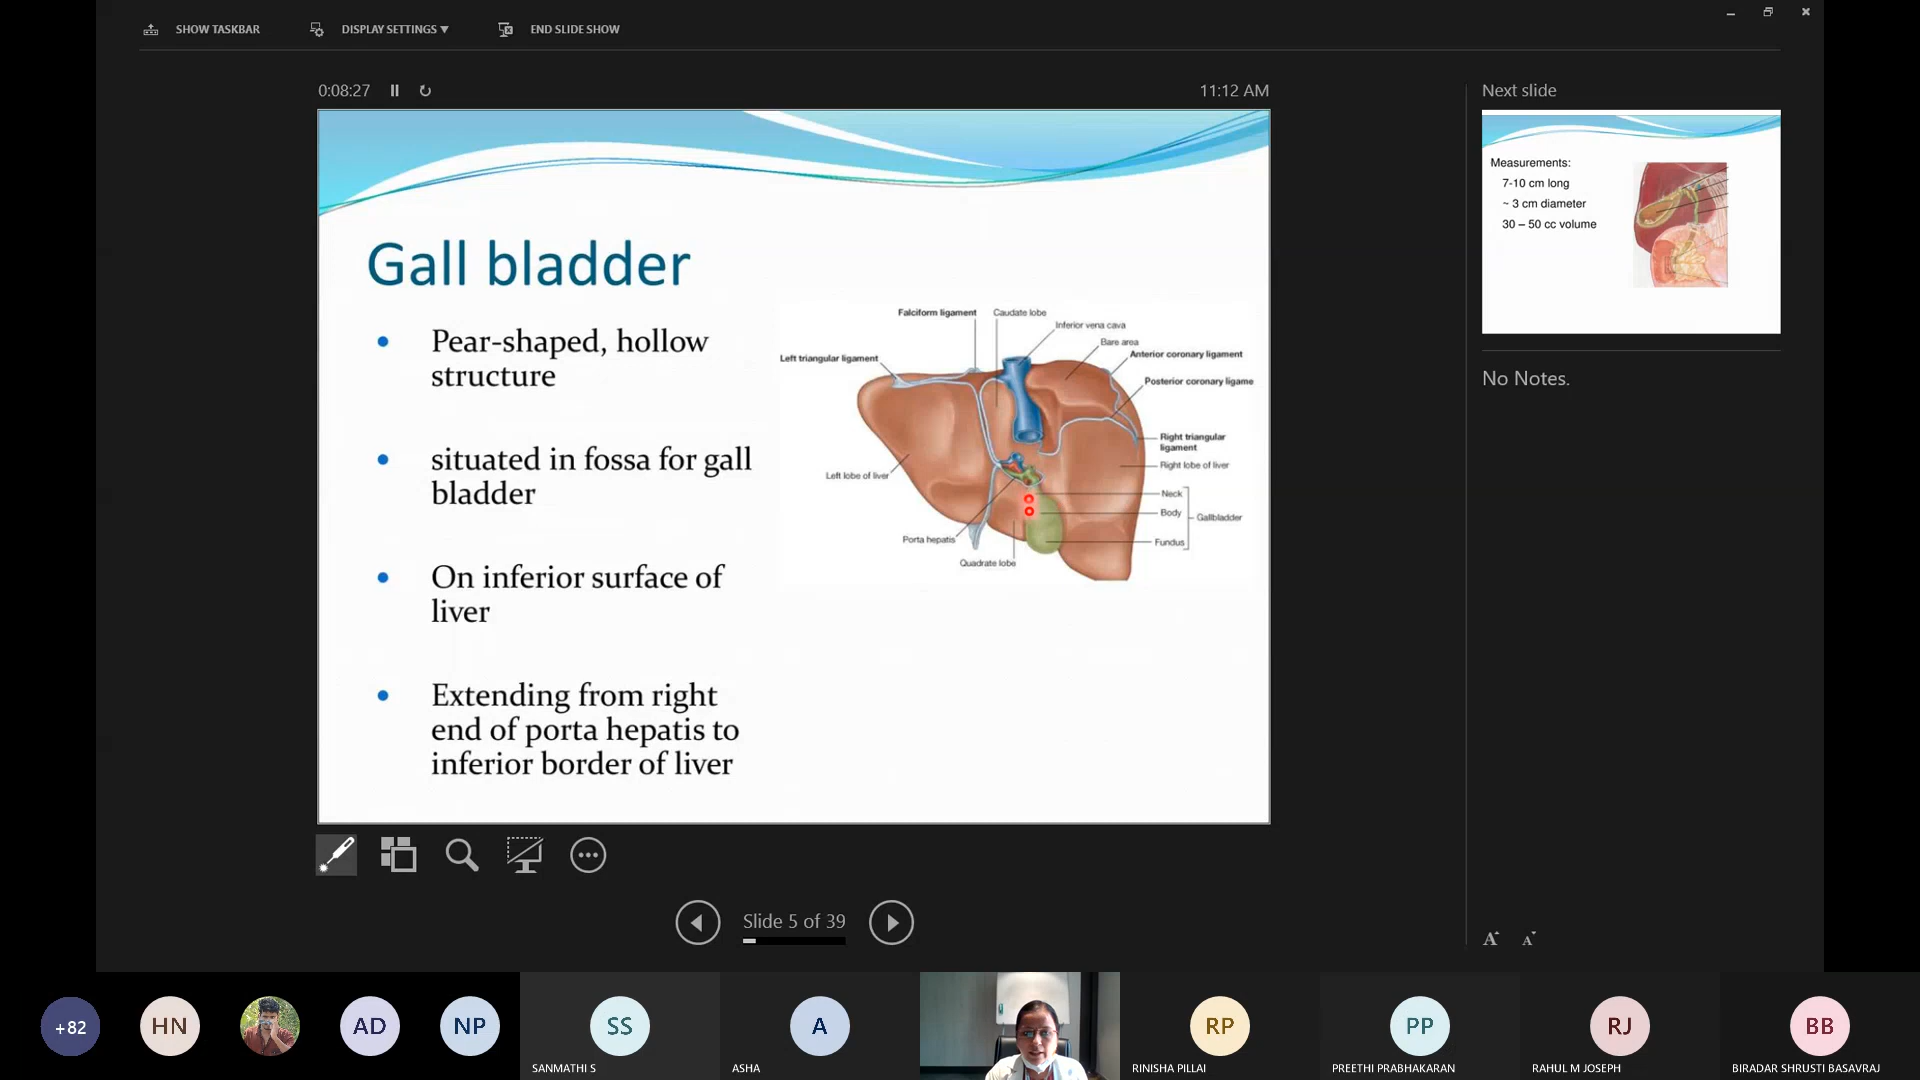 SHOW TASKBAR
DISPLAY SETTINGS
END SLIDE SHOW
0:08:27
11:12 AM
Next slide
Gall bladder
Pear-shaped, hollow
structure
situated in fossa for gall
bladder
On inferior surface of
liver
Extending from right
end of porta hepatis to
inferior border of liver
Falciform ligament
Caudate lobe
Inferior vena cava
Bare area
Left triangular ligament
Anterior coronary ligament
Posterior coronary ligame
Right triangular
ligament
Right lobe of liver
Left lobe of liver
Neck
Body
Gallbladder
Fundus
Porta hepatis
Quadrate lobe
Measurements:
7-10 cm long
~ 3 cm diameter
30 – 50 cc volume
No Notes.
Slide 5 of 39
A A
+82
HN
AD
NP
SS
SANMATHI S
A
ASHA
RP
RINISHA PILLAI
PP
PREETHI PRABHAKARAN
RJ
RAHUL M JOSEPH
BB
BIRADAR SHRUSTI BASAVRAJ